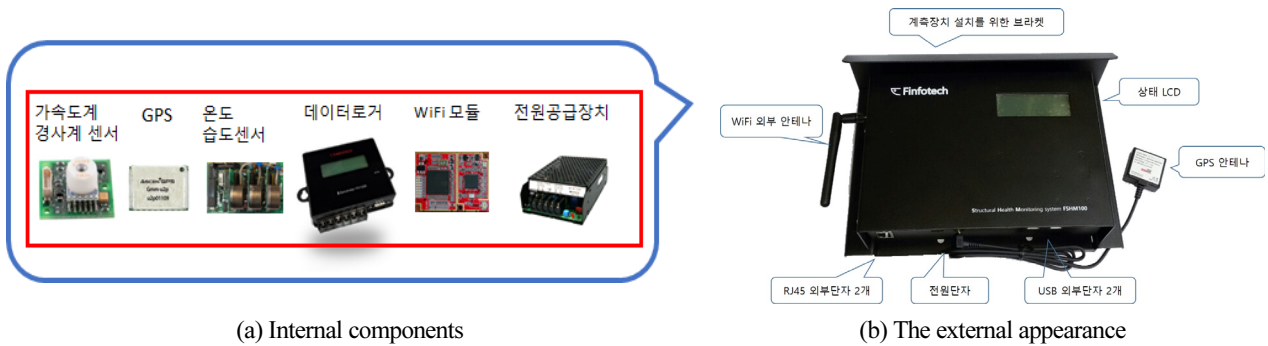 가속도계
경사계 센서
GPS
온도
습도센서
데이터로거
WiFi 모듈
전원공급장치
(a) Internal components
계측장치 설치를 위한 브라켓
Finfotech
상태 LCD
WiFi 외부 안테나
GPS 안테나
Structural Health Monitoring system FSHM100
RJ45 외부단자 2개
전원단자
USB 외부단자 2개
(b) The external appearance